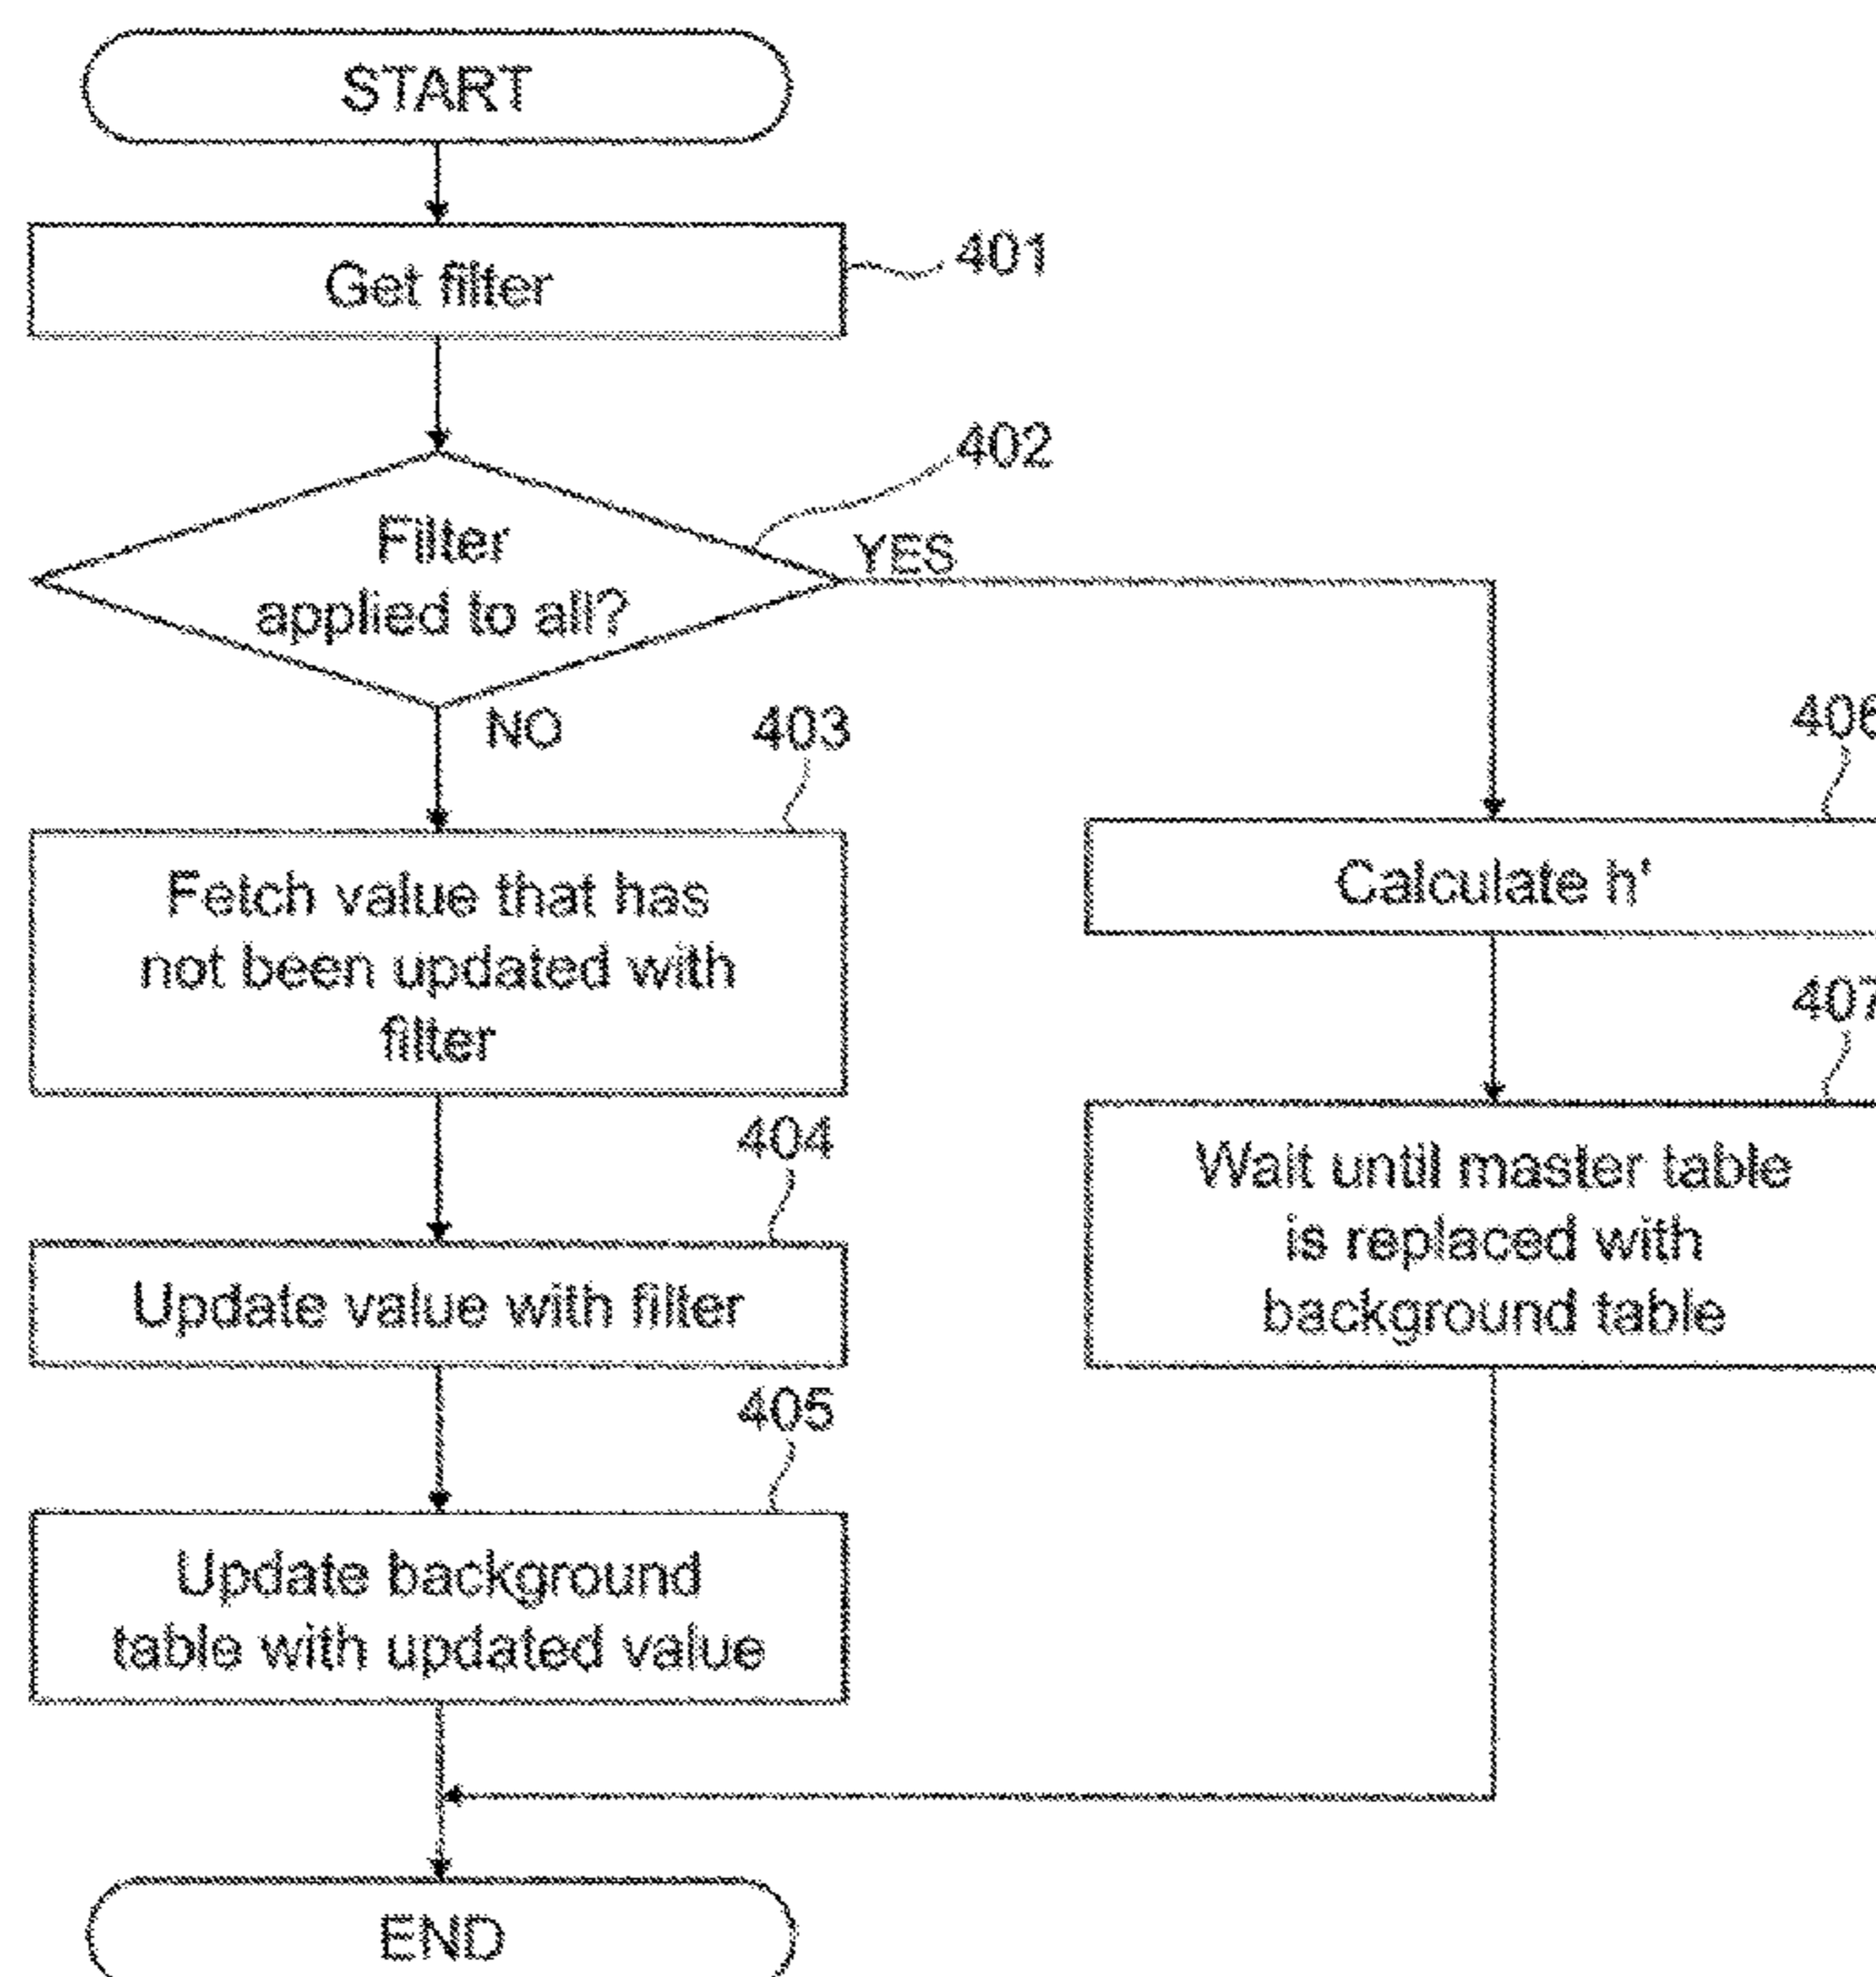 START
Get filter
401
402
Filter
applied to all?
YES
NO
403
Fetch value that has
not been updated with
filter
404
Update value with filter
405
Update background
table with updated value
406
Calculate h'
407
Wait until master table
is replaced with
background table
END